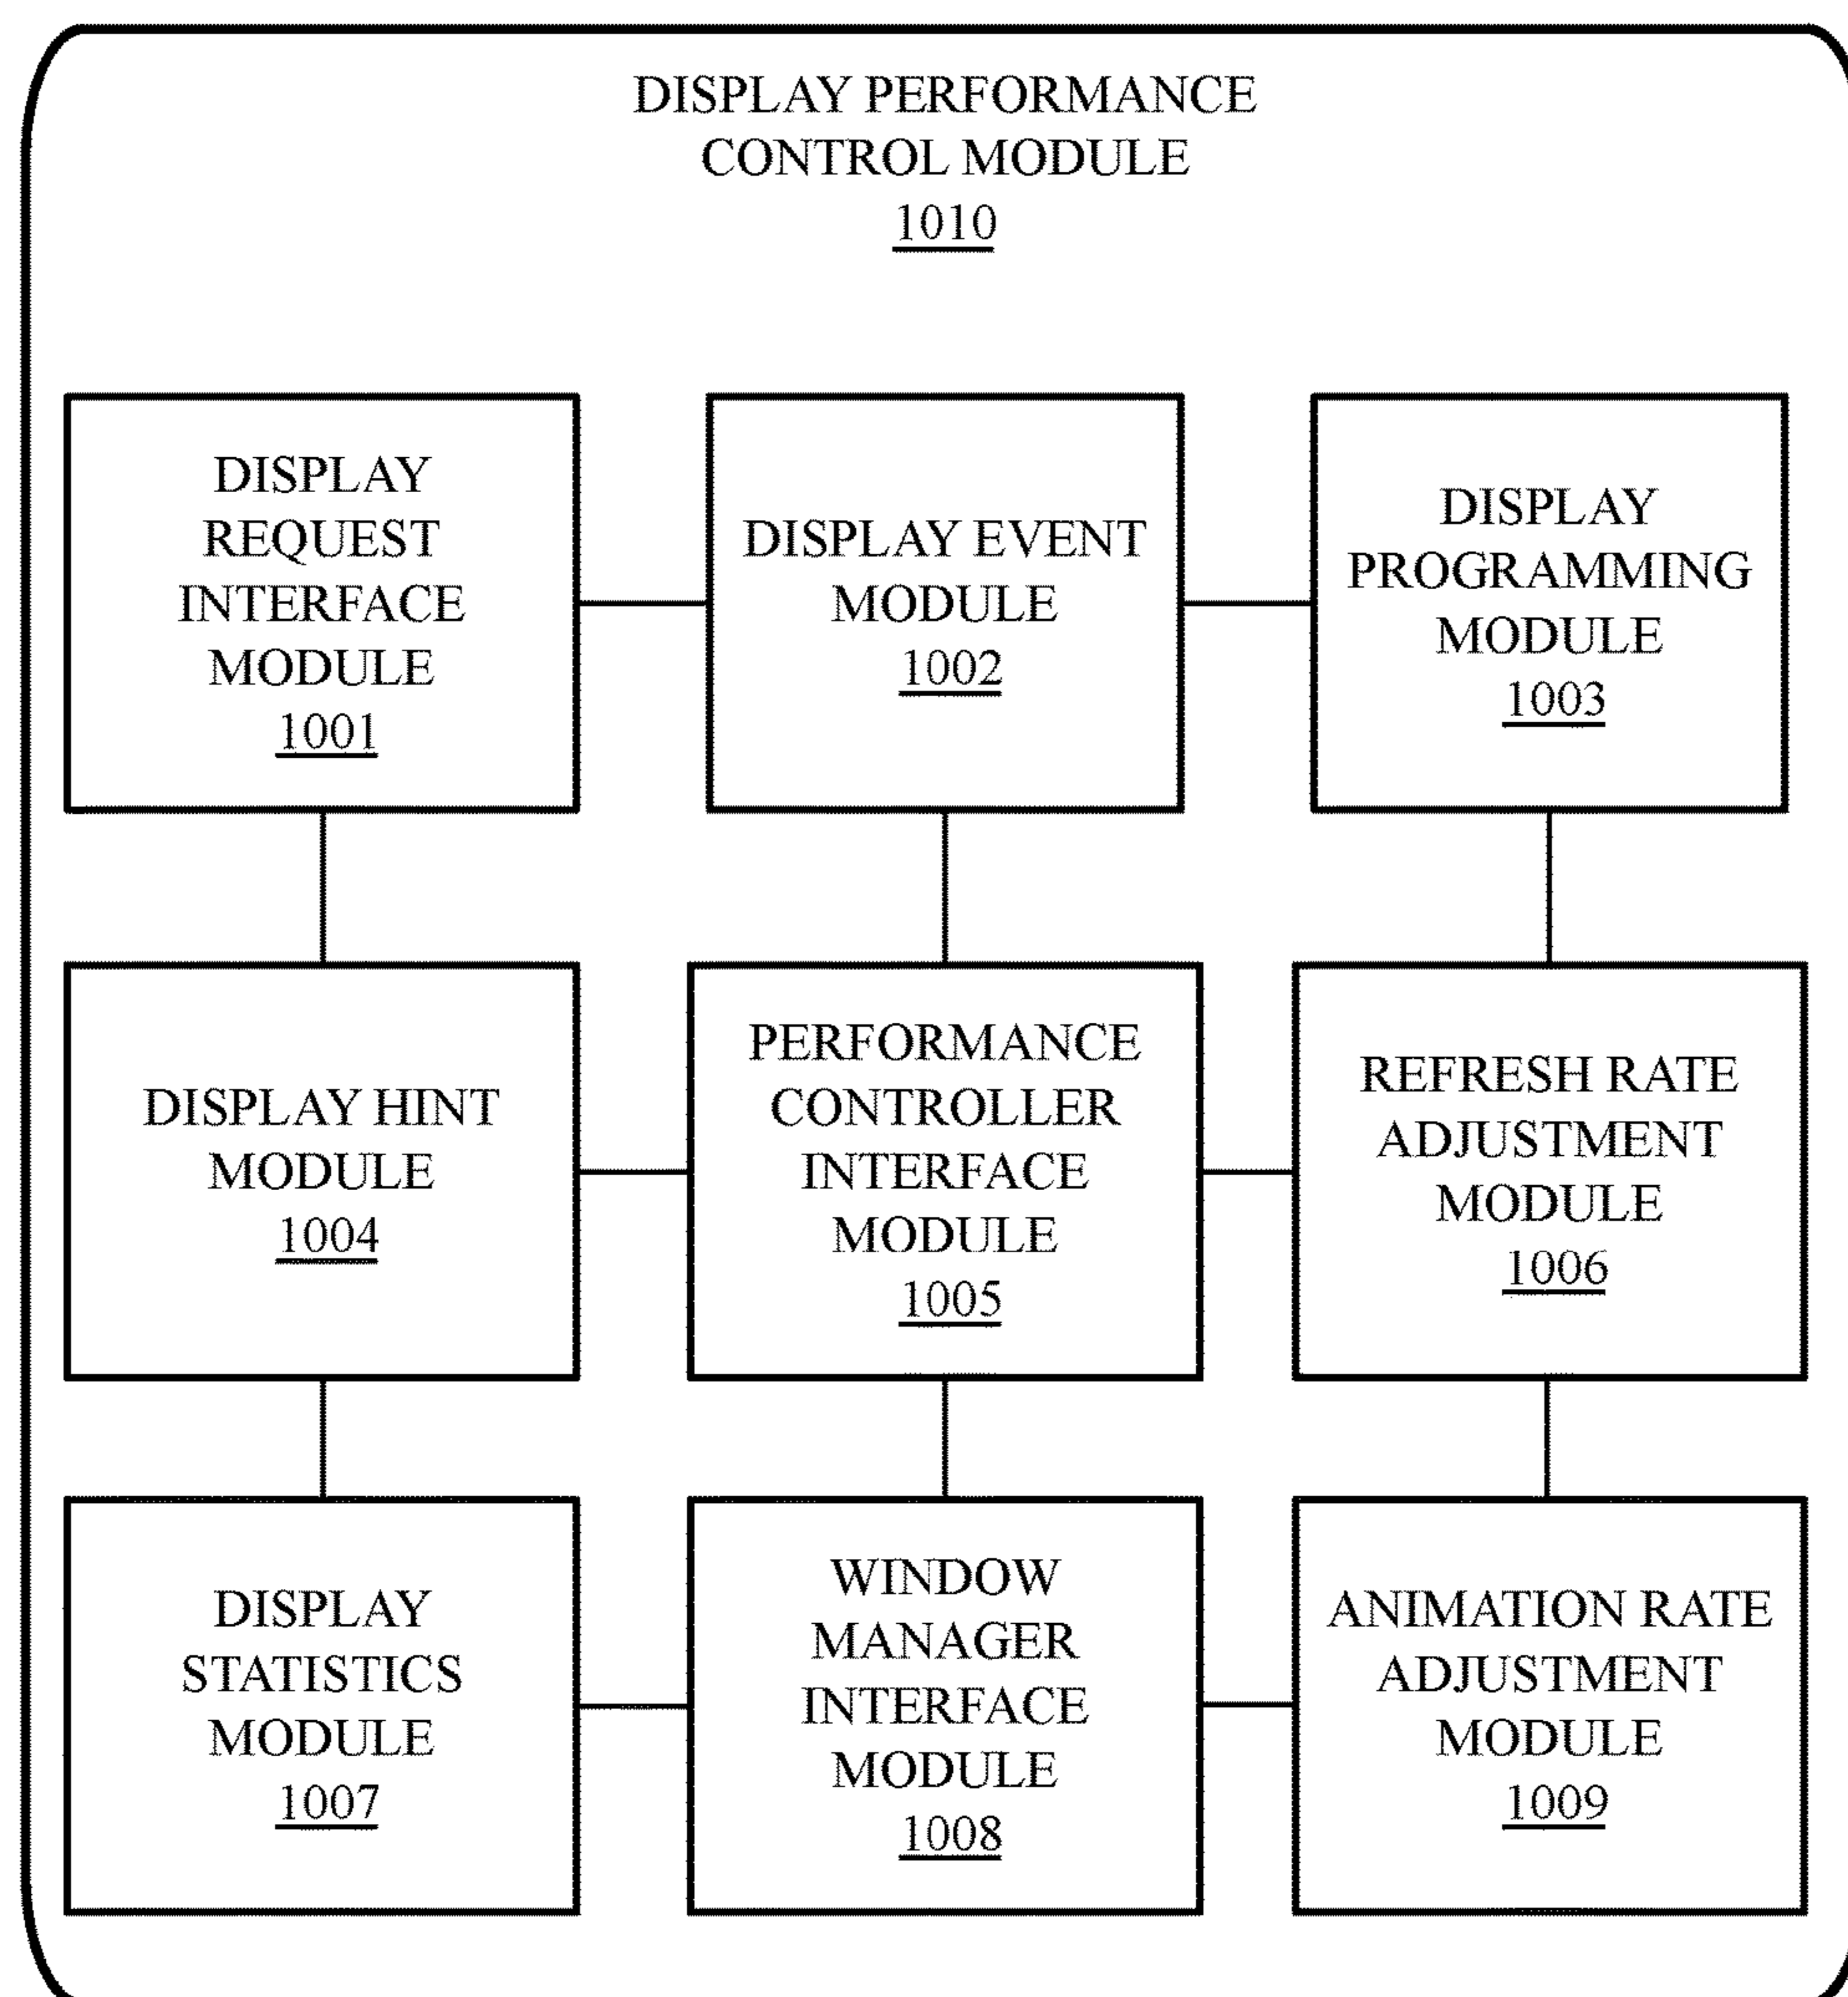 DISPLAY PERFORMANCE
CONTROL MODULE
1010
DISPLAY
REQUEST
INTERFACE
MODULE
1001
DISPLAY EVENT
MODULE
1002
DISPLAY
PROGRAMMING
MODULE
1003
DISPLAY HINT
MODULE
1004
PERFORMANCE
CONTROLLER
INTERFACE
MODULE
1005
REFRESH RATE
ADJUSTMENT
MODULE
1006
DISPLAY
STATISTICS
MODULE
1007
WINDOW
MANAGER
INTERFACE
MODULE
1008
ANIMATION RATE
ADJUSTMENT
MODULE
1009